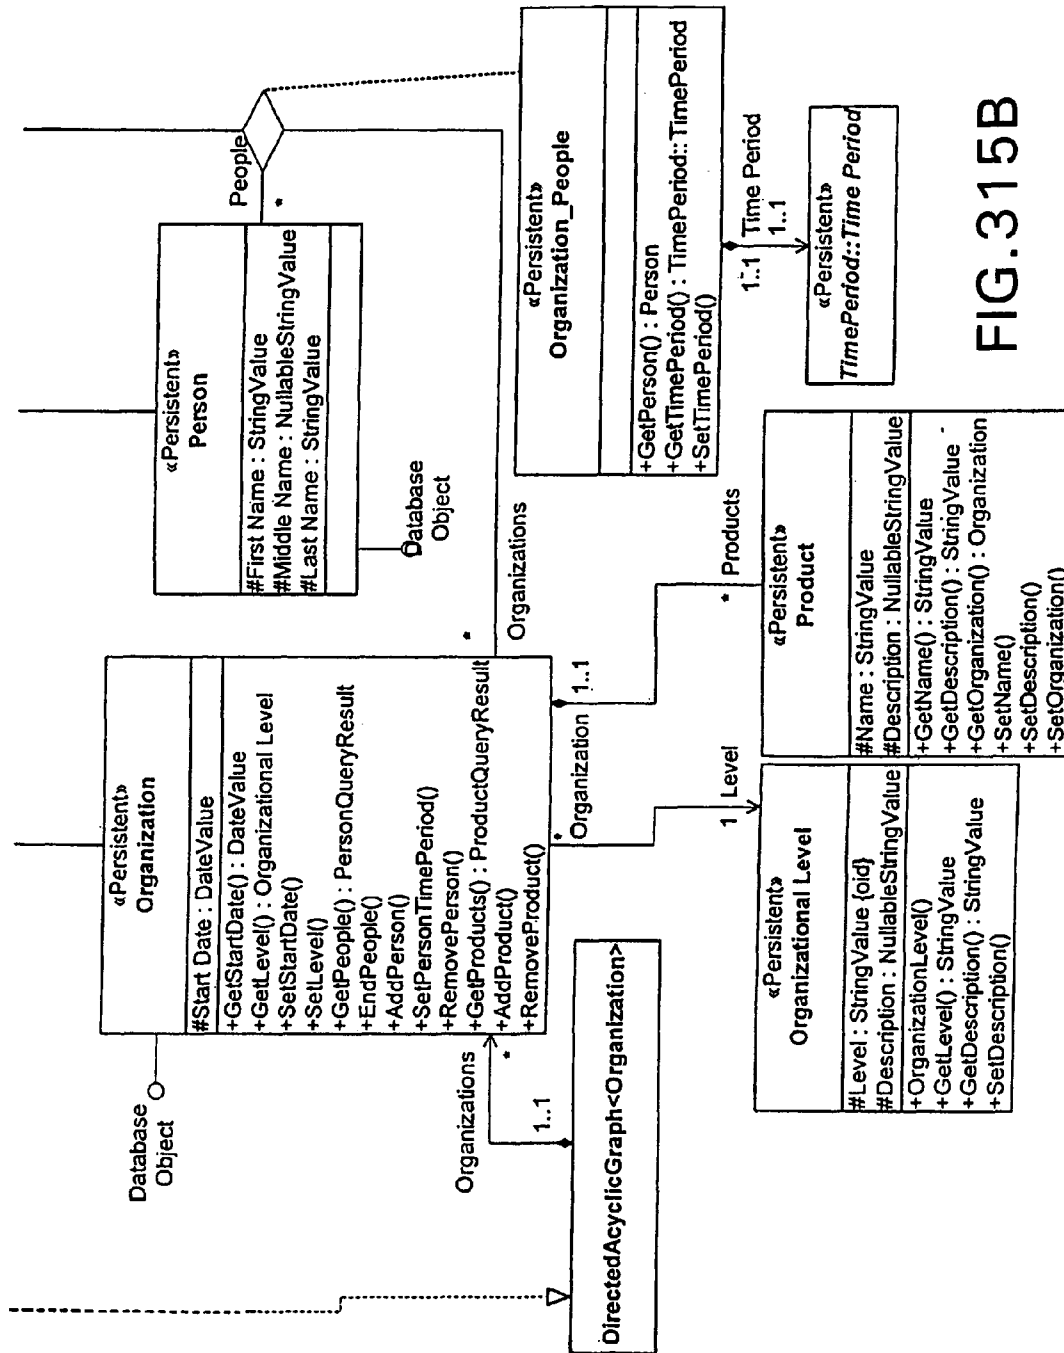 «Persistent»
Organization
#Start Date : DateValue
+GetStartDate() : DateValue
+GetLevel() : Organizational Level
+SetStartDate()
+SetLevel()
+GetPeople() : PersonQueryResult
+EndPeople()
+AddPerson()
+SetPersonTimePeriod()
+RemovePerson()
+GetProducts() : ProductQueryResult
+AddProduct()
+RemoveProduct()
Database
Object
«Persistent»
Person
#First Name : StringValue
#Middle Name : NullableStringValue
#Last Name : StringValue
Database
Object
People
*
Organizations
*
«Persistent»
Organization_People
+GetPerson() : Person
+GetTimePeriod() : TimePeriod::TimePeriod
+SetTimePeriod()
1..1
Time Period
1..1
«Persistent»
TimePeriod::Time Period
Organizations
*
1..1
DirectedAcyclicGraph<Organization>
*
Organization
1..1
1 Level
*
Products
«Persistent»
Organizational Level
#Level : StringValue {oid}
#Description : NullableStringValue
+OrganizationLevel()
+GetLevel() : StringValue
+GetDescription() : StringValue
+SetDescription()
«Persistent»
Product
#Name : StringValue
#Description : NullableStringValue
+GetName() : StringValue
+GetDescription() : StringValue
+GetOrganization() : Organization
+SetName()
+SetDescription()
+SetOrganization()
FIG.315B